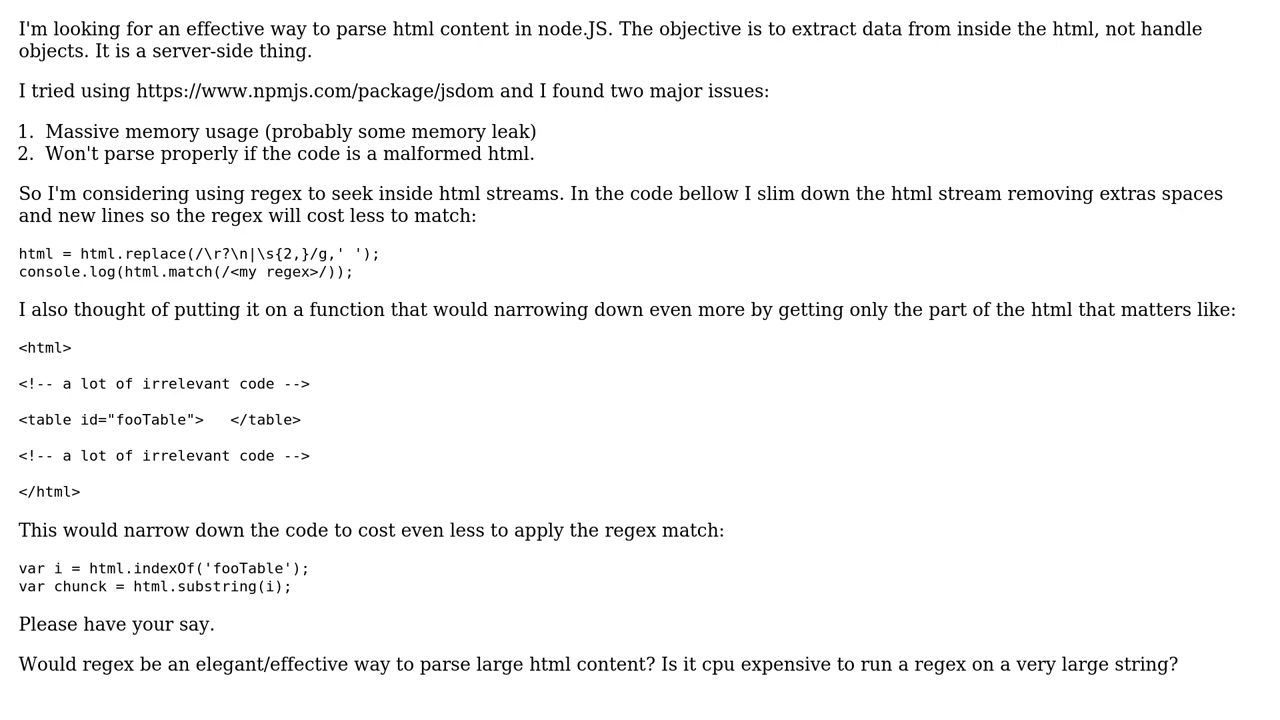 I'm looking for an effective way to parse html content in node.JS. The objective is to extract data from inside the html, not handle
objects. It is a server-side thing.
I tried using https://www.npmjs.com/package/jsdom and I found two major issues:
1. Massive memory usage (probably some memory leak)
2. Won't parse properly if the code is a malformed html.
So I'm considering using regex to seek inside html streams. In the code bellow I slim down the html stream removing extras spaces
and new lines so the regex will cost less to match:
html = html.replace(/\r?\n|\s{2,}/g,' ');
console.log(html.match(/<my regex>/));
I also thought of putting it on a function that would narrowing down even more by getting only the part of the html that matters like:
<html>
<!-- a lot of irrelevant code -->
<table id="fooTable">   </table>
<!-- a lot of irrelevant code -->
</html>
This would narrow down the code to cost even less to apply the regex match:
var i = html.indexOf('fooTable');
var chunck = html.substring(i);
Please have your say.
Would regex be an elegant/effective way to parse large html content? Is it cpu expensive to run a regex on a very large string?